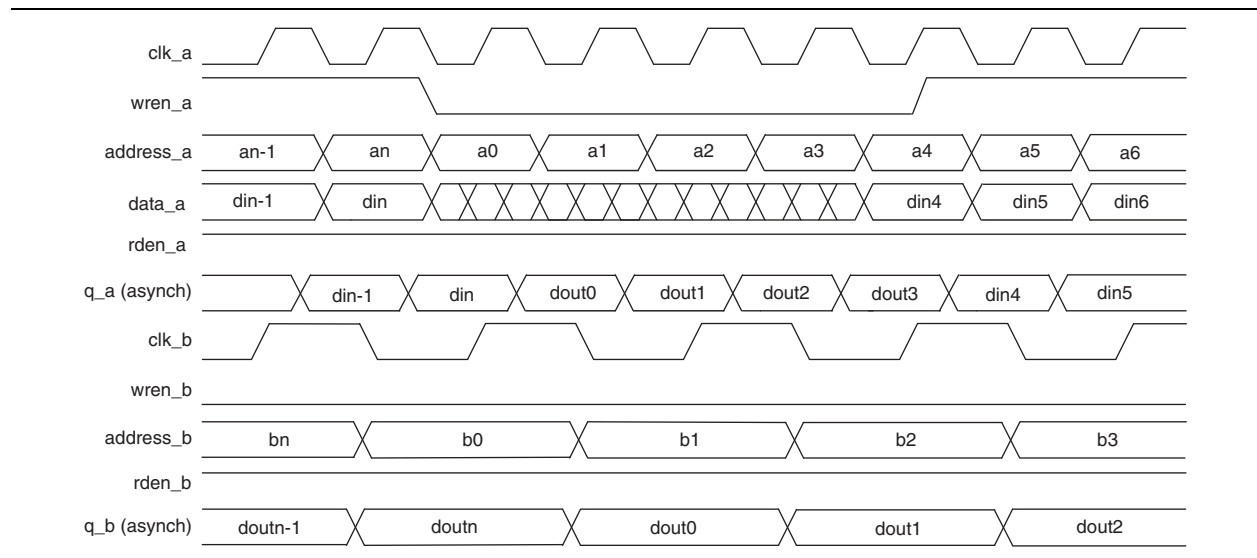 clk_a
wren_a
address_a an-1 an a0 a1 a2 a3 a4 a5 a6
data_a din-1 din din4 din5 din6
rden_a
q_a (asynch) din-1 din dout0 dout1 dout2 dout3 din4 din5
clk_b
wren_b
address_b bn b0 b1 b2 b3
rden_b
q_b (asynch) doutn-1 doutn dout0 dout1 dout2